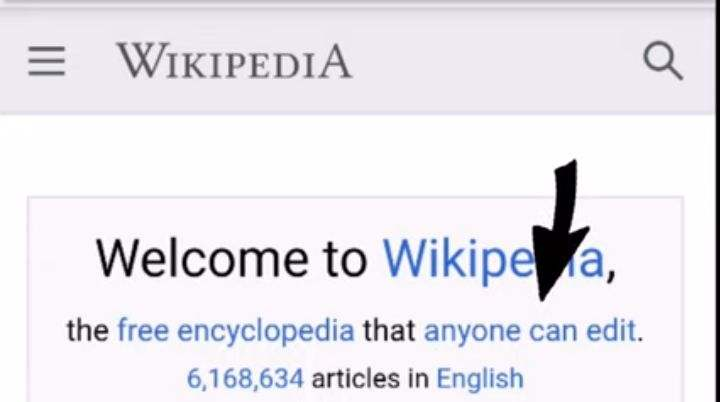 WIKIPEDIA
Welcome to Wikipedia,
the free encyclopedia that anyone can edit.
6,168,634 articles in English